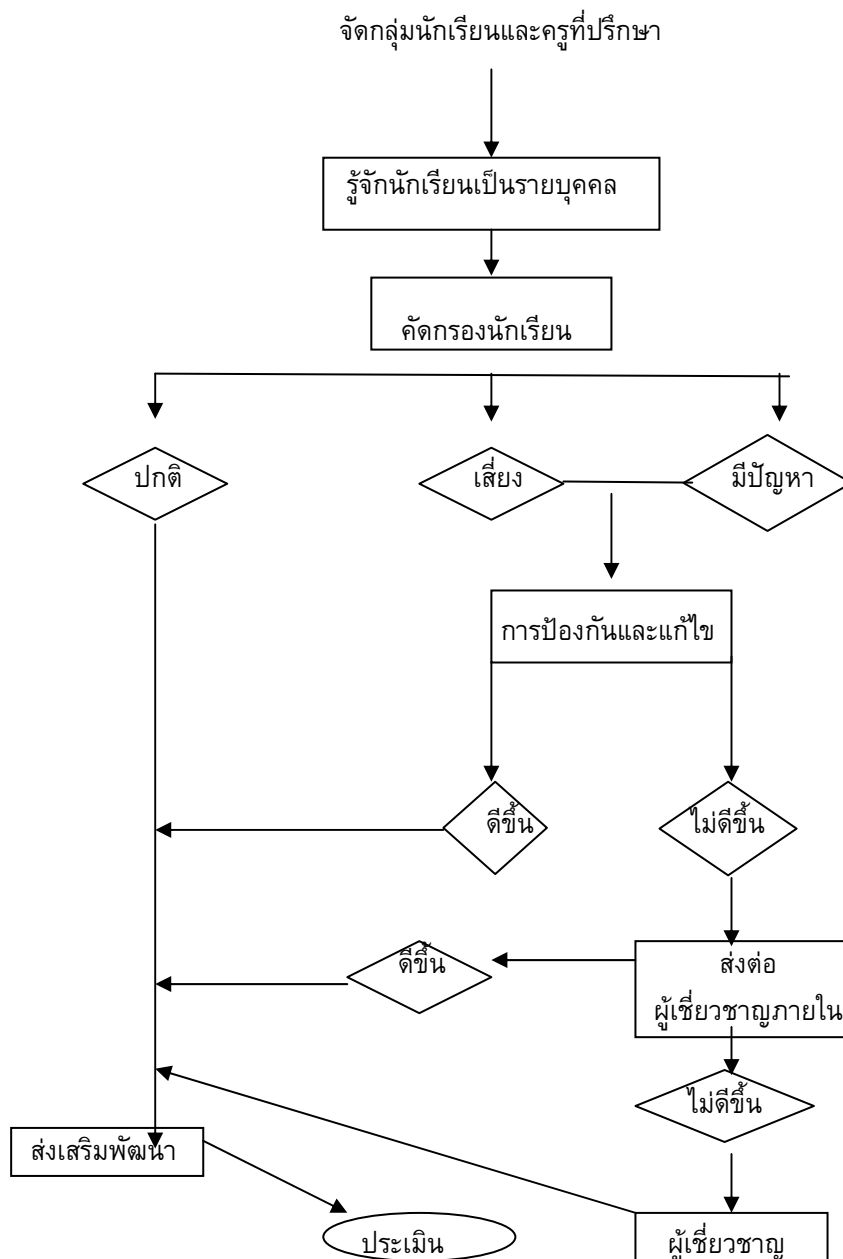 จัดกลุ่มนักเรียนและครูที่ปรึกษา
รู้จักนักเรียนเป็นรายบุคคล
คัดกรองนักเรียน
ปกติ
เสี่ยง
มีปัญหา
การป้องกันและแก้ไข
ดีขึ้น
ไม่ดีขึ้น
ดีขึ้น
ส่งต่อ
ผู้เชี่ยวชาญภายใน
ไม่ดีขึ้น
ส่งเสริมพัฒนา
ประเมิน
ผู้เชี่ยวชาญ